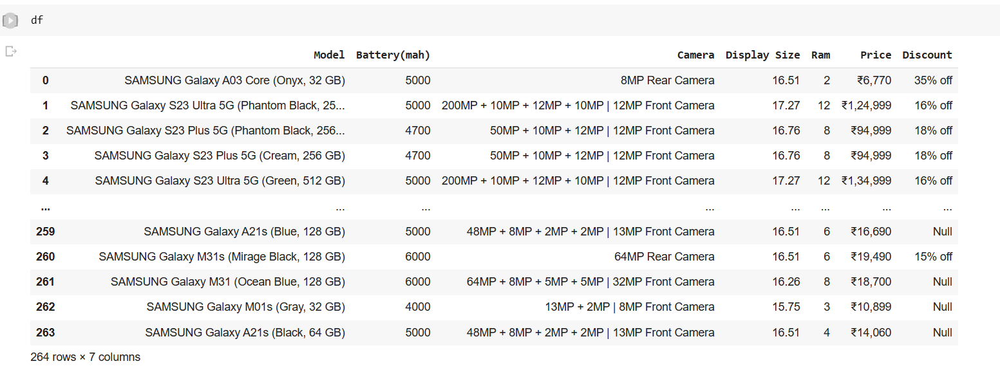 df
Model Battery(mah) Camera Display Size Ram Price Discount
0 SAMSUNG Galaxy A03 Core (Onyx, 32 GB) 5000 8MP Rear Camera 16.51 2 ₹6,770 35% off
1 SAMSUNG Galaxy S23 Ultra 5G (Phantom Black, 25... 5000 200MP + 10MP + 12MP + 10MP | 12MP Front Camera 17.27 12 ₹1,24,999 16% off
2 SAMSUNG Galaxy S23 Plus 5G (Phantom Black, 256... 4700 50MP + 10MP + 12MP | 12MP Front Camera 16.76 8 ₹94,999 18% off
3 SAMSUNG Galaxy S23 Plus 5G (Cream, 256 GB) 4700 50MP + 10MP + 12MP | 12MP Front Camera 16.76 8 ₹94,999 18% off
4 SAMSUNG Galaxy S23 Ultra 5G (Green, 512 GB) 5000 200MP + 10MP + 12MP + 10MP | 12MP Front Camera 17.27 12 ₹1,34,999 16% off
... ... ... ... ... ... ... ...
259 SAMSUNG Galaxy A21s (Blue, 128 GB) 5000 48MP + 8MP + 2MP + 2MP | 13MP Front Camera 16.51 6 ₹16,690 Null
260 SAMSUNG Galaxy M31s (Mirage Black, 128 GB) 6000 64MP Rear Camera 16.51 6 ₹19,490 15% off
261 SAMSUNG Galaxy M31 (Ocean Blue, 128 GB) 6000 64MP + 8MP + 5MP + 5MP | 32MP Front Camera 16.26 8 ₹18,700 Null
262 SAMSUNG Galaxy M01s (Gray, 32 GB) 4000 13MP + 2MP | 8MP Front Camera 15.75 3 ₹10,899 Null
263 SAMSUNG Galaxy A21s (Black, 64 GB) 5000 48MP + 8MP + 2MP + 2MP | 13MP Front Camera 16.51 4 ₹14,060 Null
264 rows × 7 columns